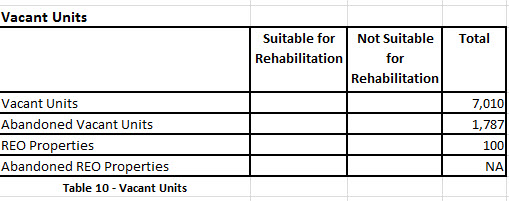 Vacant Units
Suitable for Rehabilitation Not Suitable for Rehabilitation Total
Vacant Units 7,010
Abandoned Vacant Units 1,787
REO Properties 100
Abandoned REO Properties NA
Table 10 - Vacant Units